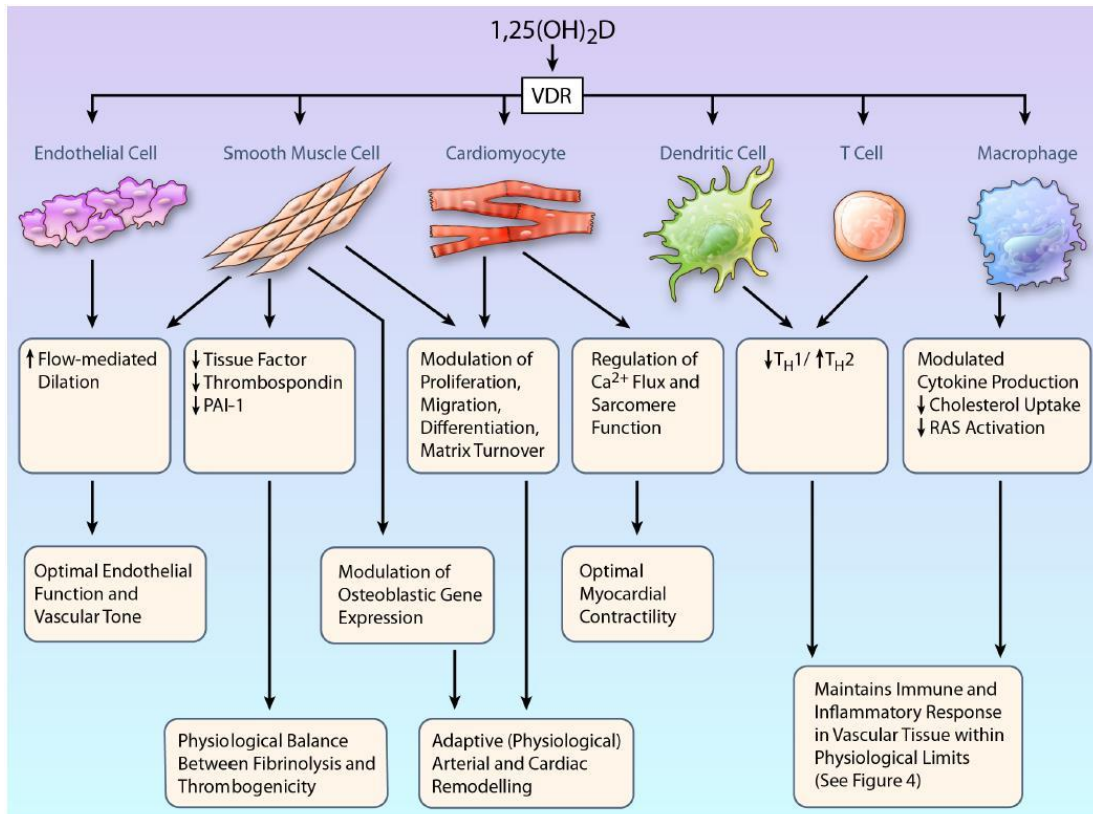 1,25(OH)₂D
VDR
Endothelial Cell
Smooth Muscle Cell
Cardiomyocyte
Dendritic Cell
T Cell
Macrophage
↑ Flow-mediated
Dilation
↓ Tissue Factor
↓ Thrombospondin
↓ PAI-1
Modulation of
Proliferation,
Migration,
Differentiation,
Matrix Turnover
Regulation of
Ca²⁺ Flux and
Sarcomere
Function
↓ T_H1/ ↑ T_H2
Modulated
Cytokine Production
↓ Cholesterol Uptake
↓ RAS Activation
Optimal Endothelial
Function and
Vascular Tone
Modulation of
Osteoblastic Gene
Expression
Optimal
Myocardial
Contractility
Physiological Balance
Between Fibrinolysis and
Thrombogenicity
Adaptive (Physiological)
Arterial and Cardiac
Remodelling
Maintains Immune and
Inflammatory Response
in Vascular Tissue within
Physiological Limits
(See Figure 4)